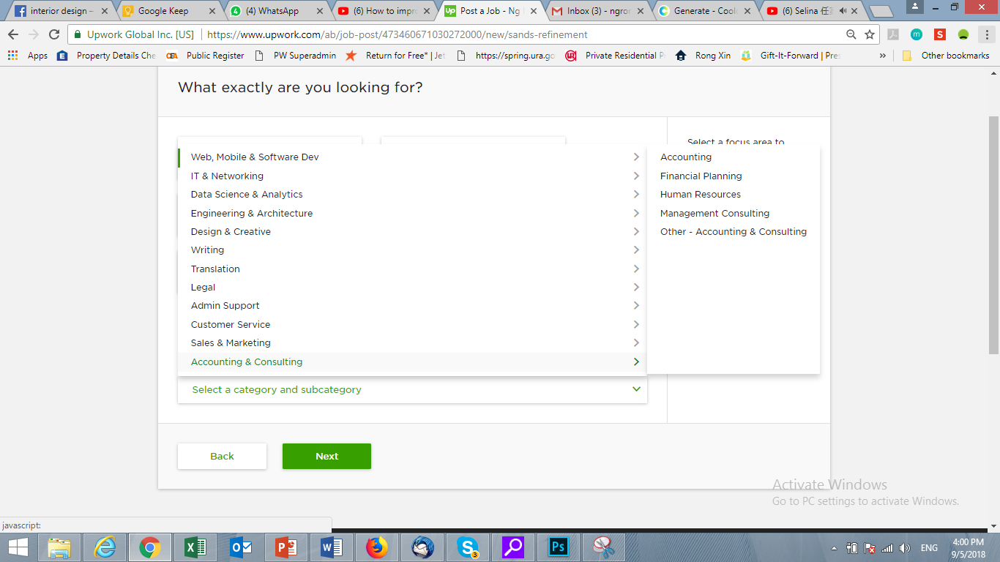 interior design –
Google Keep
(4) WhatsApp
(6) How to impro
Post a Job - Ng
Inbox (3) - ngron
Generate - Cool
(6) Selina 任
Upwork Global Inc. [US] https://www.upwork.com/ab/job-post/473460671030272000/new/sands-refinement
Apps Property Details Che Public Register PW Superadmin Return for Free* | Jet https://spring.ura.go Private Residential P Rong Xin Gift-It-Forward | Pre » Other bookmarks
What exactly are you looking for?
Select a focus area to
Web, Mobile & Software Dev
IT & Networking
Data Science & Analytics
Engineering & Architecture
Design & Creative
Writing
Translation
Legal
Admin Support
Customer Service
Sales & Marketing
Accounting & Consulting
Accounting
Financial Planning
Human Resources
Management Consulting
Other - Accounting & Consulting
Select a category and subcategory
Back
Next
Activate Windows
Go to PC settings to activate Windows.
javascript:
ENG
4:00 PM
9/5/2018